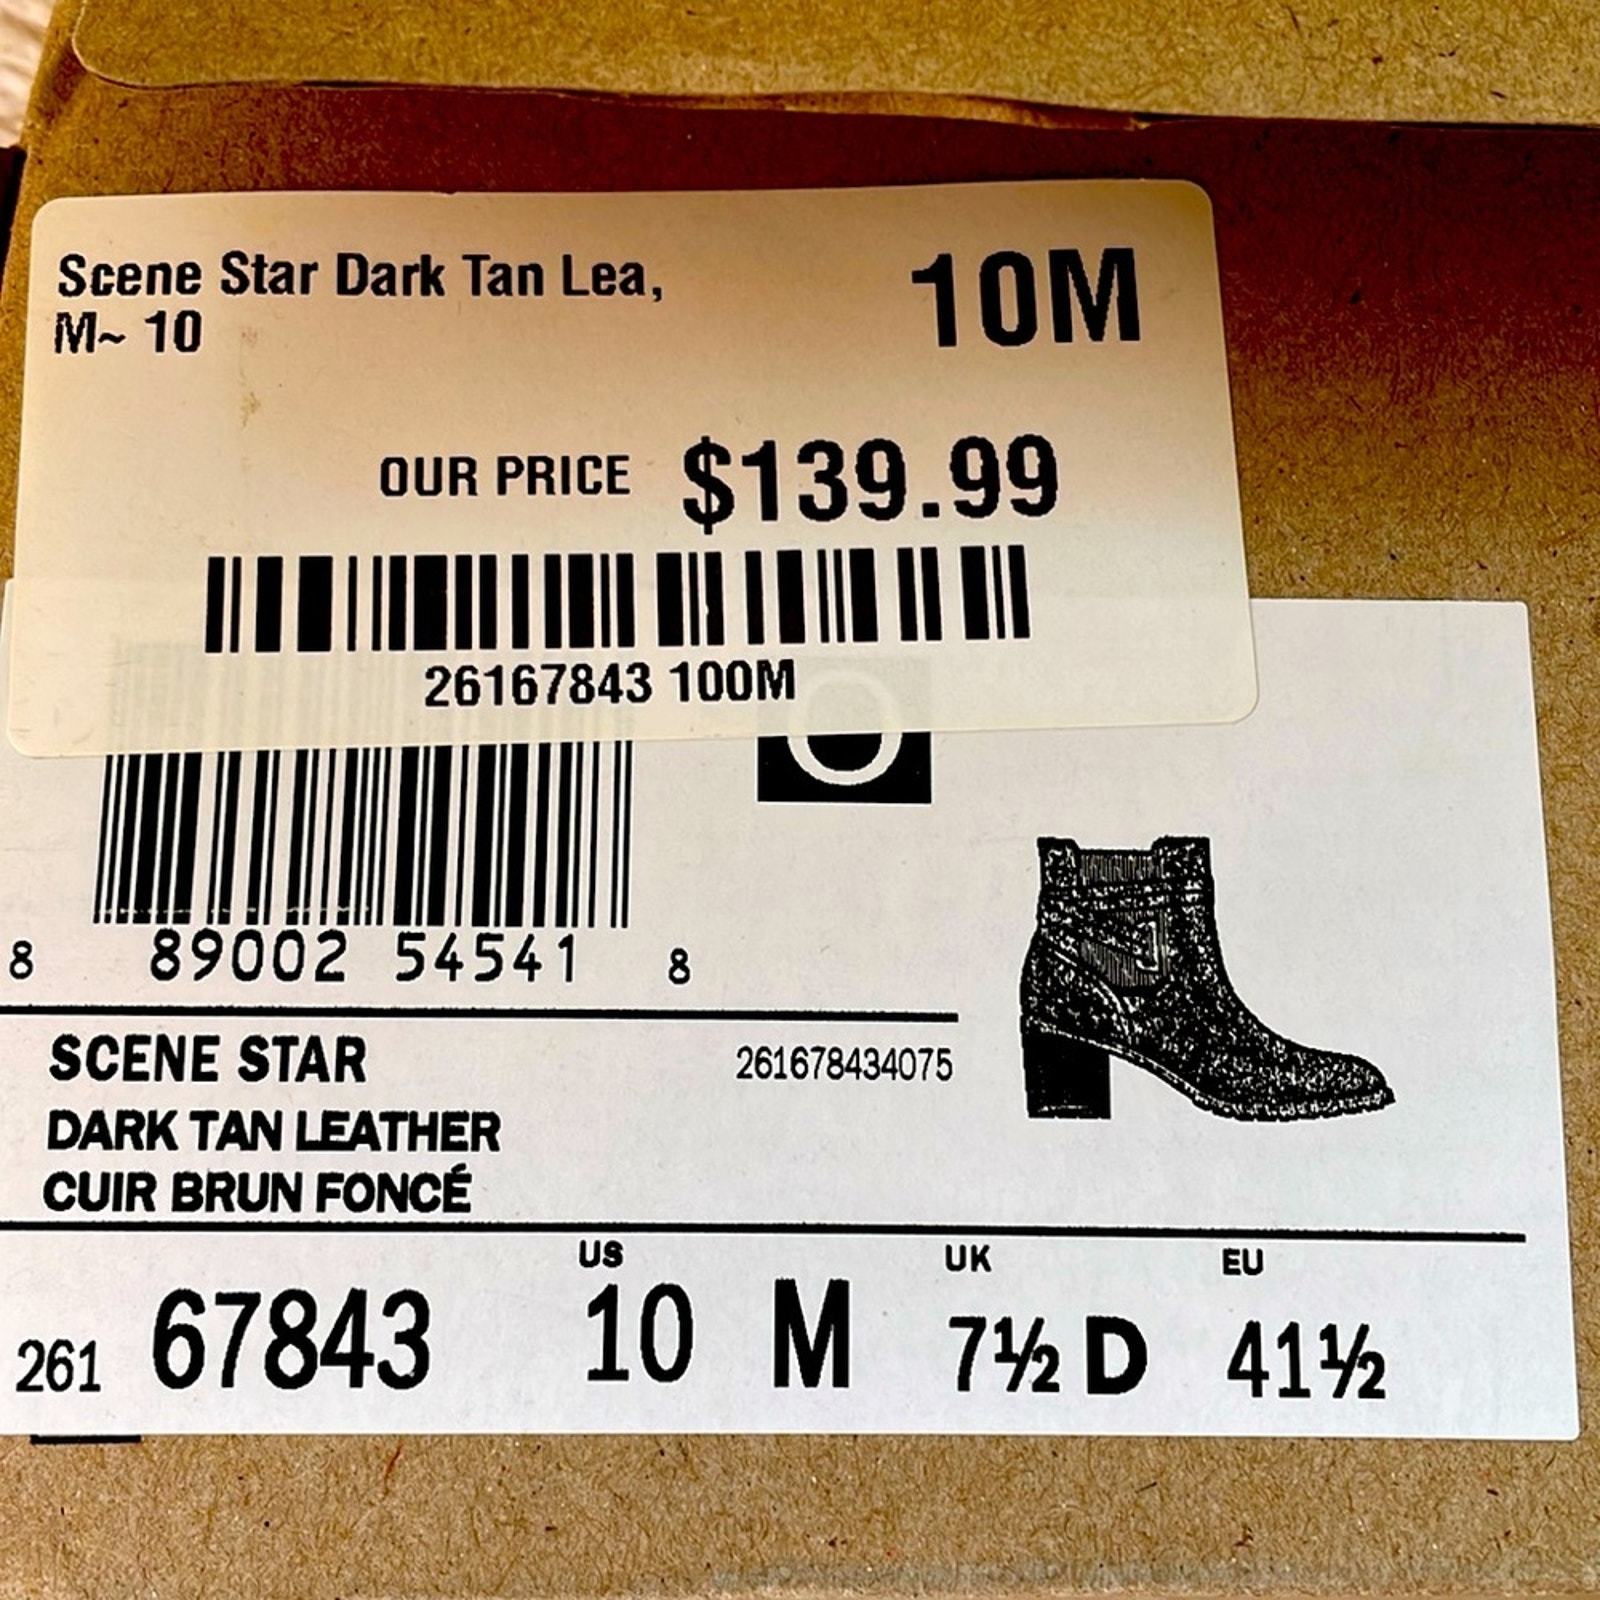 Scene Star Dark Tan Lea,
M~ 10
10M
OUR PRICE $139.99
26167843 100M
8 89002 54541 8
SCENE STAR
261678434075
DARK TAN LEATHER
CUIR BRUN FONCÉ
US UK EU
261 67843 10 M 7½ D 41½